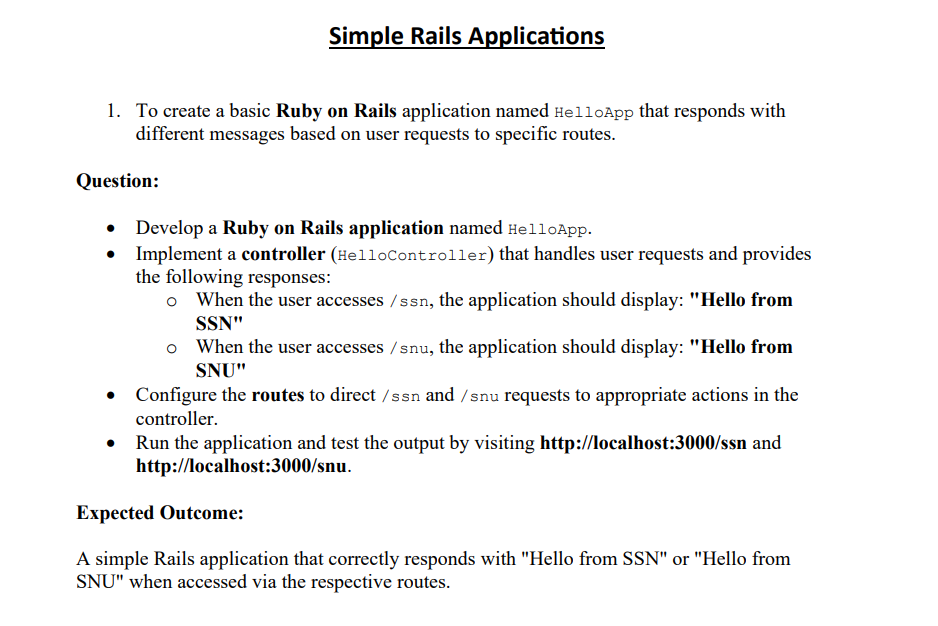 Simple Rails Applications
1. To create a basic Ruby on Rails application named HelloApp that responds with
different messages based on user requests to specific routes.
Question:
• Develop a Ruby on Rails application named HelloApp.
• Implement a controller (HelloController) that handles user requests and provides
the following responses:
o When the user accesses /ssn, the application should display: "Hello from
SSN"
o When the user accesses /snu, the application should display: "Hello from
SNU"
• Configure the routes to direct /ssn and /snu requests to appropriate actions in the
controller.
• Run the application and test the output by visiting http://localhost:3000/ssn and
http://localhost:3000/snu.
Expected Outcome:
A simple Rails application that correctly responds with "Hello from SSN" or "Hello from
SNU" when accessed via the respective routes.